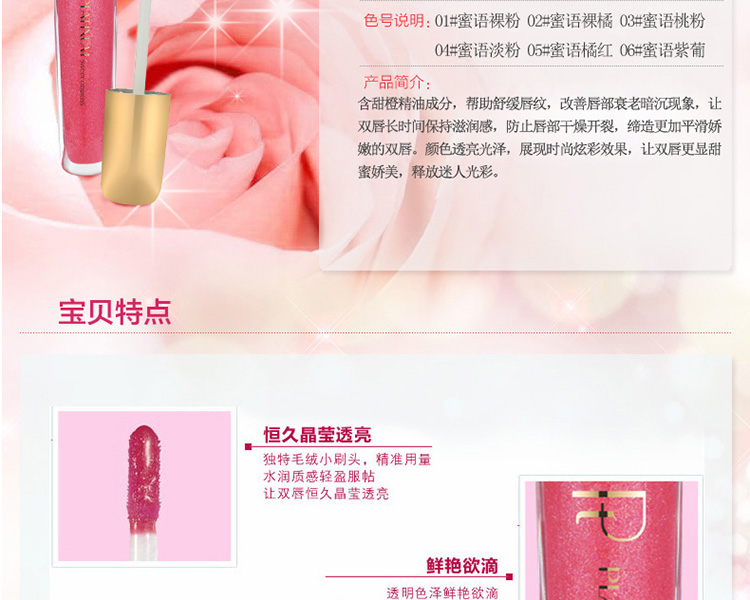 色号说明：01#蜜语裸粉 02#蜜语裸橘 03#蜜语桃粉
04#蜜语淡粉 05#蜜语橘红 06#蜜语紫葡
产品简介：
含甜橙精油成分，帮助舒缓唇纹，改善唇部衰老暗沉现象，让
双唇长时间保持滋润感，防止唇部干燥开裂，缔造更加平滑娇
嫩的双唇。颜色透亮光泽，展现时尚炫彩效果，让双唇更显甜
蜜娇美，释放迷人光彩。
宝贝特点
恒久晶莹透亮
独特毛绒小刷头，精准用量
水润质感轻盈服帖
让双唇恒久晶莹透亮
鲜艳欲滴
透明色泽鲜艳欲滴